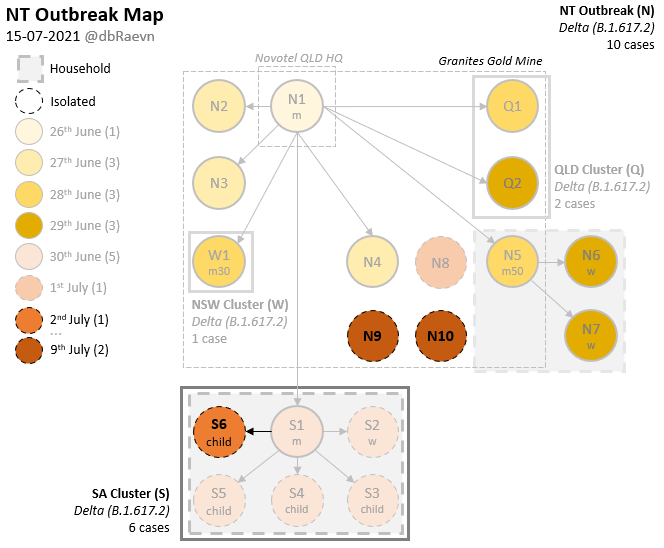 NT Outbreak Map
15-07-2021 @dbRaevn
NT Outbreak (N)
Delta (B.1.617.2)
10 cases
Household
Isolated
26th June (1)
27th June (3)
28th June (3)
29th June (3)
30th June (5)
1st July (1)
2nd July (1)
...
9th July (2)
Novotel QLD HQ
Granites Gold Mine
N2
N1
m
Q1
N3
Q2
QLD Cluster (Q)
Delta (B.1.617.2)
2 cases
W1
m30
N4
N8
N5
m50
N6
w
NSW Cluster (W)
Delta (B.1.617.2)
1 case
N9
N10
N7
w
S6
child
S1
m
S2
w
S5
child
S4
child
S3
child
SA Cluster (S)
Delta (B.1.617.2)
6 cases